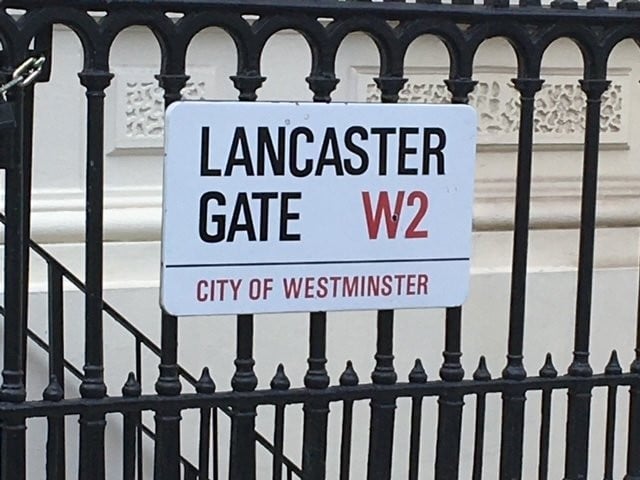 LANCASTER
GATE W2
CITY OF WESTMINSTER